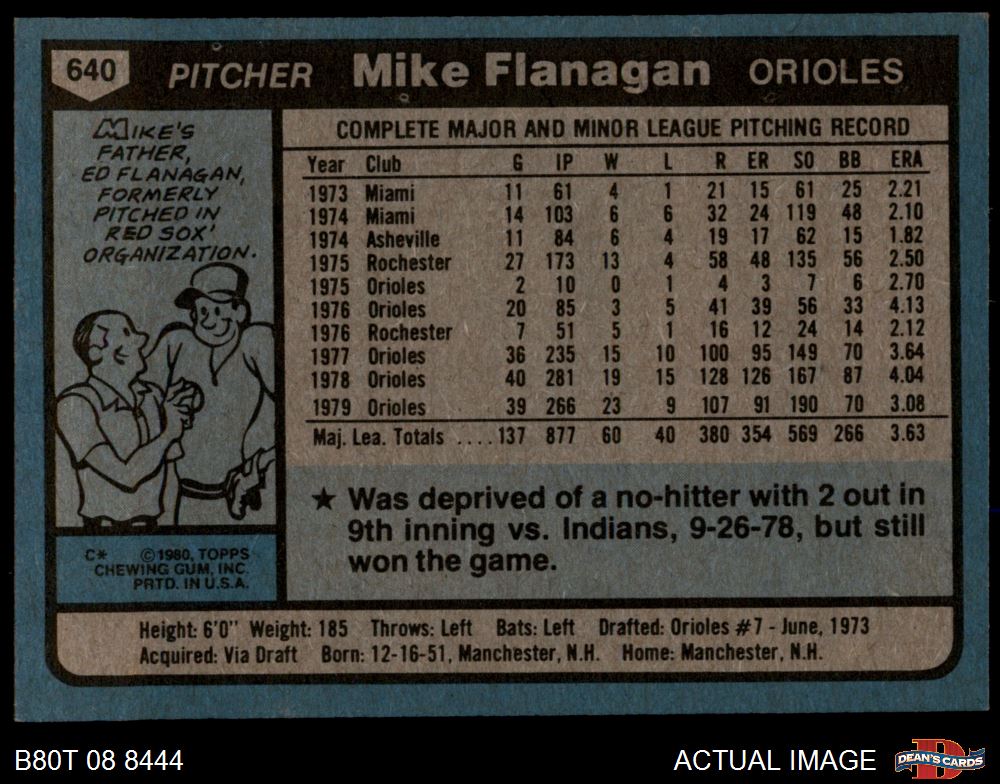 640 PITCHER Mike Flanagan ORIOLES
MIKE'S
FATHER,
ED FLANAGAN,
FORMERLY
PITCHED IN
RED SOX'
ORGANIZATION.
C* ©1980, TOPPS
CHEWING GUM, INC.
PRTD. IN U.S.A.
COMPLETE MAJOR AND MINOR LEAGUE PITCHING RECORD
Year Club G IP W L R ER SO BB ERA
1973 Miami 11 61 4 1 21 15 61 25 2.21
1974 Miami 14 103 6 6 32 24 119 48 2.10
1974 Asheville 11 84 6 4 19 17 62 15 1.82
1975 Rochester 27 173 13 4 58 48 135 56 2.50
1975 Orioles 2 10 0 1 4 3 7 6 2.70
1976 Orioles 20 85 3 5 41 39 56 33 4.13
1976 Rochester 7 51 5 1 16 12 24 14 2.12
1977 Orioles 36 235 15 10 100 95 149 70 3.64
1978 Orioles 40 281 19 15 128 126 167 87 4.04
1979 Orioles 39 266 23 9 107 91 190 70 3.08
Maj. Lea. Totals ....137 877 60 40 380 354 569 266 3.63
★ Was deprived of a no-hitter with 2 out in
9th inning vs. Indians, 9-26-78, but still
won the game.
Height: 6'0" Weight: 185 Throws: Left Bats: Left Drafted: Orioles #7 - June, 1973
Acquired: Via Draft Born: 12-16-51, Manchester, N.H. Home: Manchester, N.H.
B80T 08 8444 ACTUAL IMAGE D DEAN'S CARDS